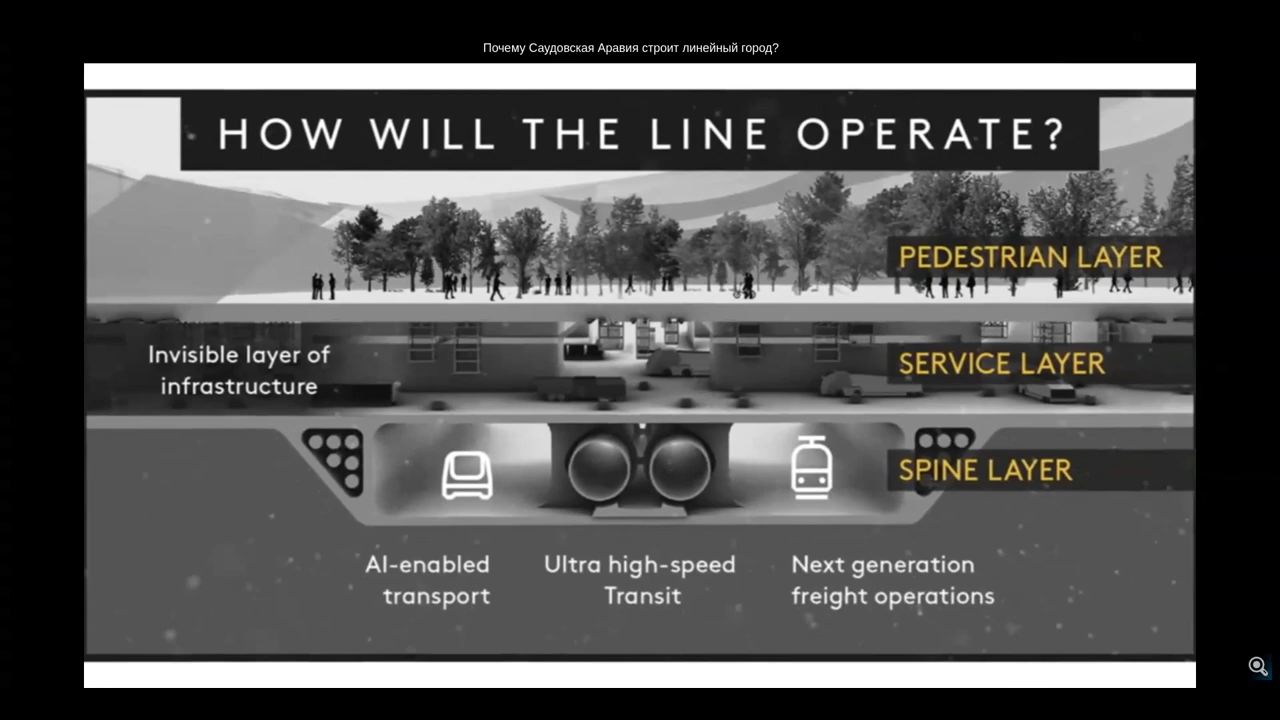 Почему Саудовская Аравия строит линейный город?
HOW WILL THE LINE OPERATE?
PEDESTRIAN LAYER
Invisible layer of
infrastructure
SERVICE LAYER
SPINE LAYER
AI-enabled
transport
Ultra high-speed
Transit
Next generation
freight operations